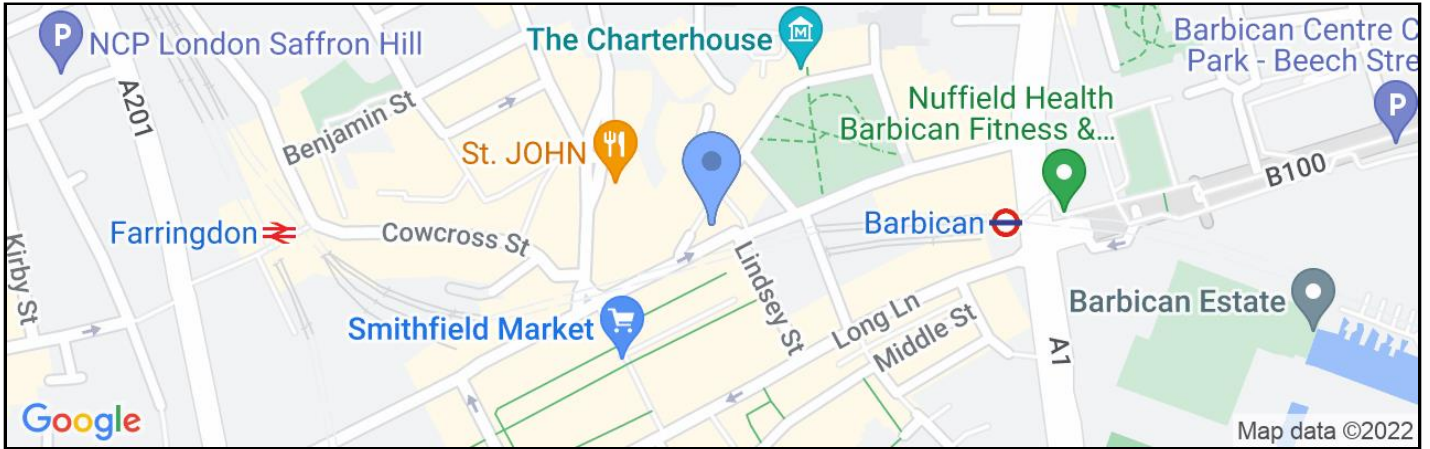 P
NCP London Saffron Hill
The Charterhouse
M
Barbican Centre C
Park - Beech Stre
P
A201
Benjamin St
St. JOHN
Nuffield Health
Barbican Fitness &...
B100
Farringdon
Cowcross St
Barbican
Kirby St
Lindsey St
Smithfield Market
Long Ln
Middle St
A1
Barbican Estate
Google
Map data ©2022